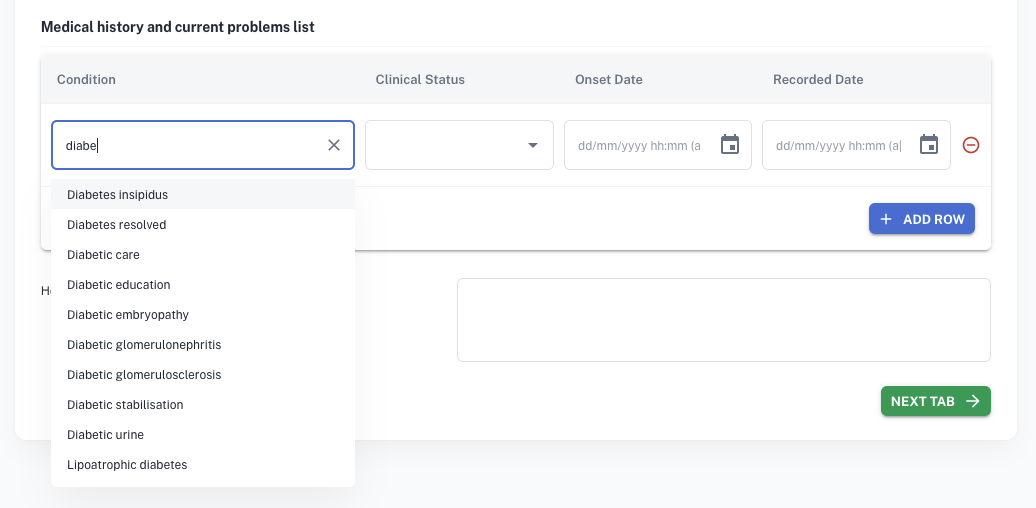 Medical history and current problems list
Condition Clinical Status Onset Date Recorded Date
diabe dd/mm/yyyy hh:mm (a dd/mm/yyyy hh:mm (a|
Diabetes insipidus
Diabetes resolved
ADD ROW
Diabetic care
Diabetic education
Diabetic embryopathy
Diabetic glomerulonephritis
Diabetic glomerulosclerosis
Diabetic stabilisation
NEXT TAB
Diabetic urine
Lipoatrophic diabetes